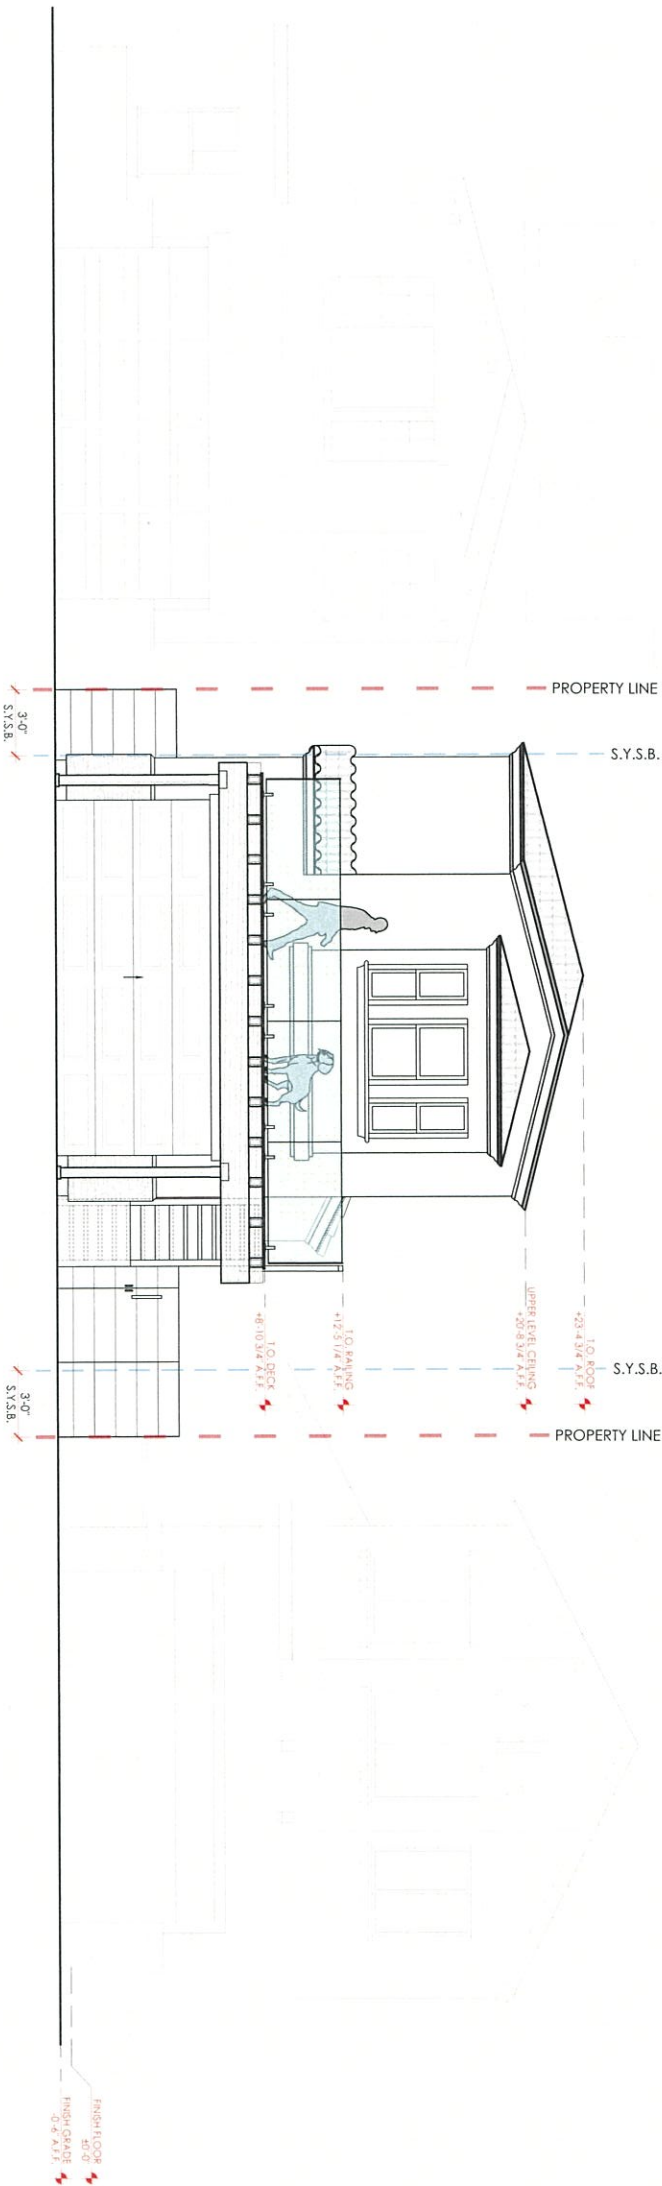 PROPERTY LINE
S.Y.S.B.
3'-0"
S.Y.S.B.
T.O. ROOF
+23'-4 3/4" A.F.F.
UPPER LEVEL CEILING
+20'-8 3/4" A.F.F.
T.O. RAILING
+12'-5 1/4" A.F.F.
T.O. DECK
+8'-10 3/4" A.F.F.
S.Y.S.B.
PROPERTY LINE
3'-0"
S.Y.S.B.
FINISH FLOOR
±0'-0"
FINISH GRADE
-0'-6" A.F.F.